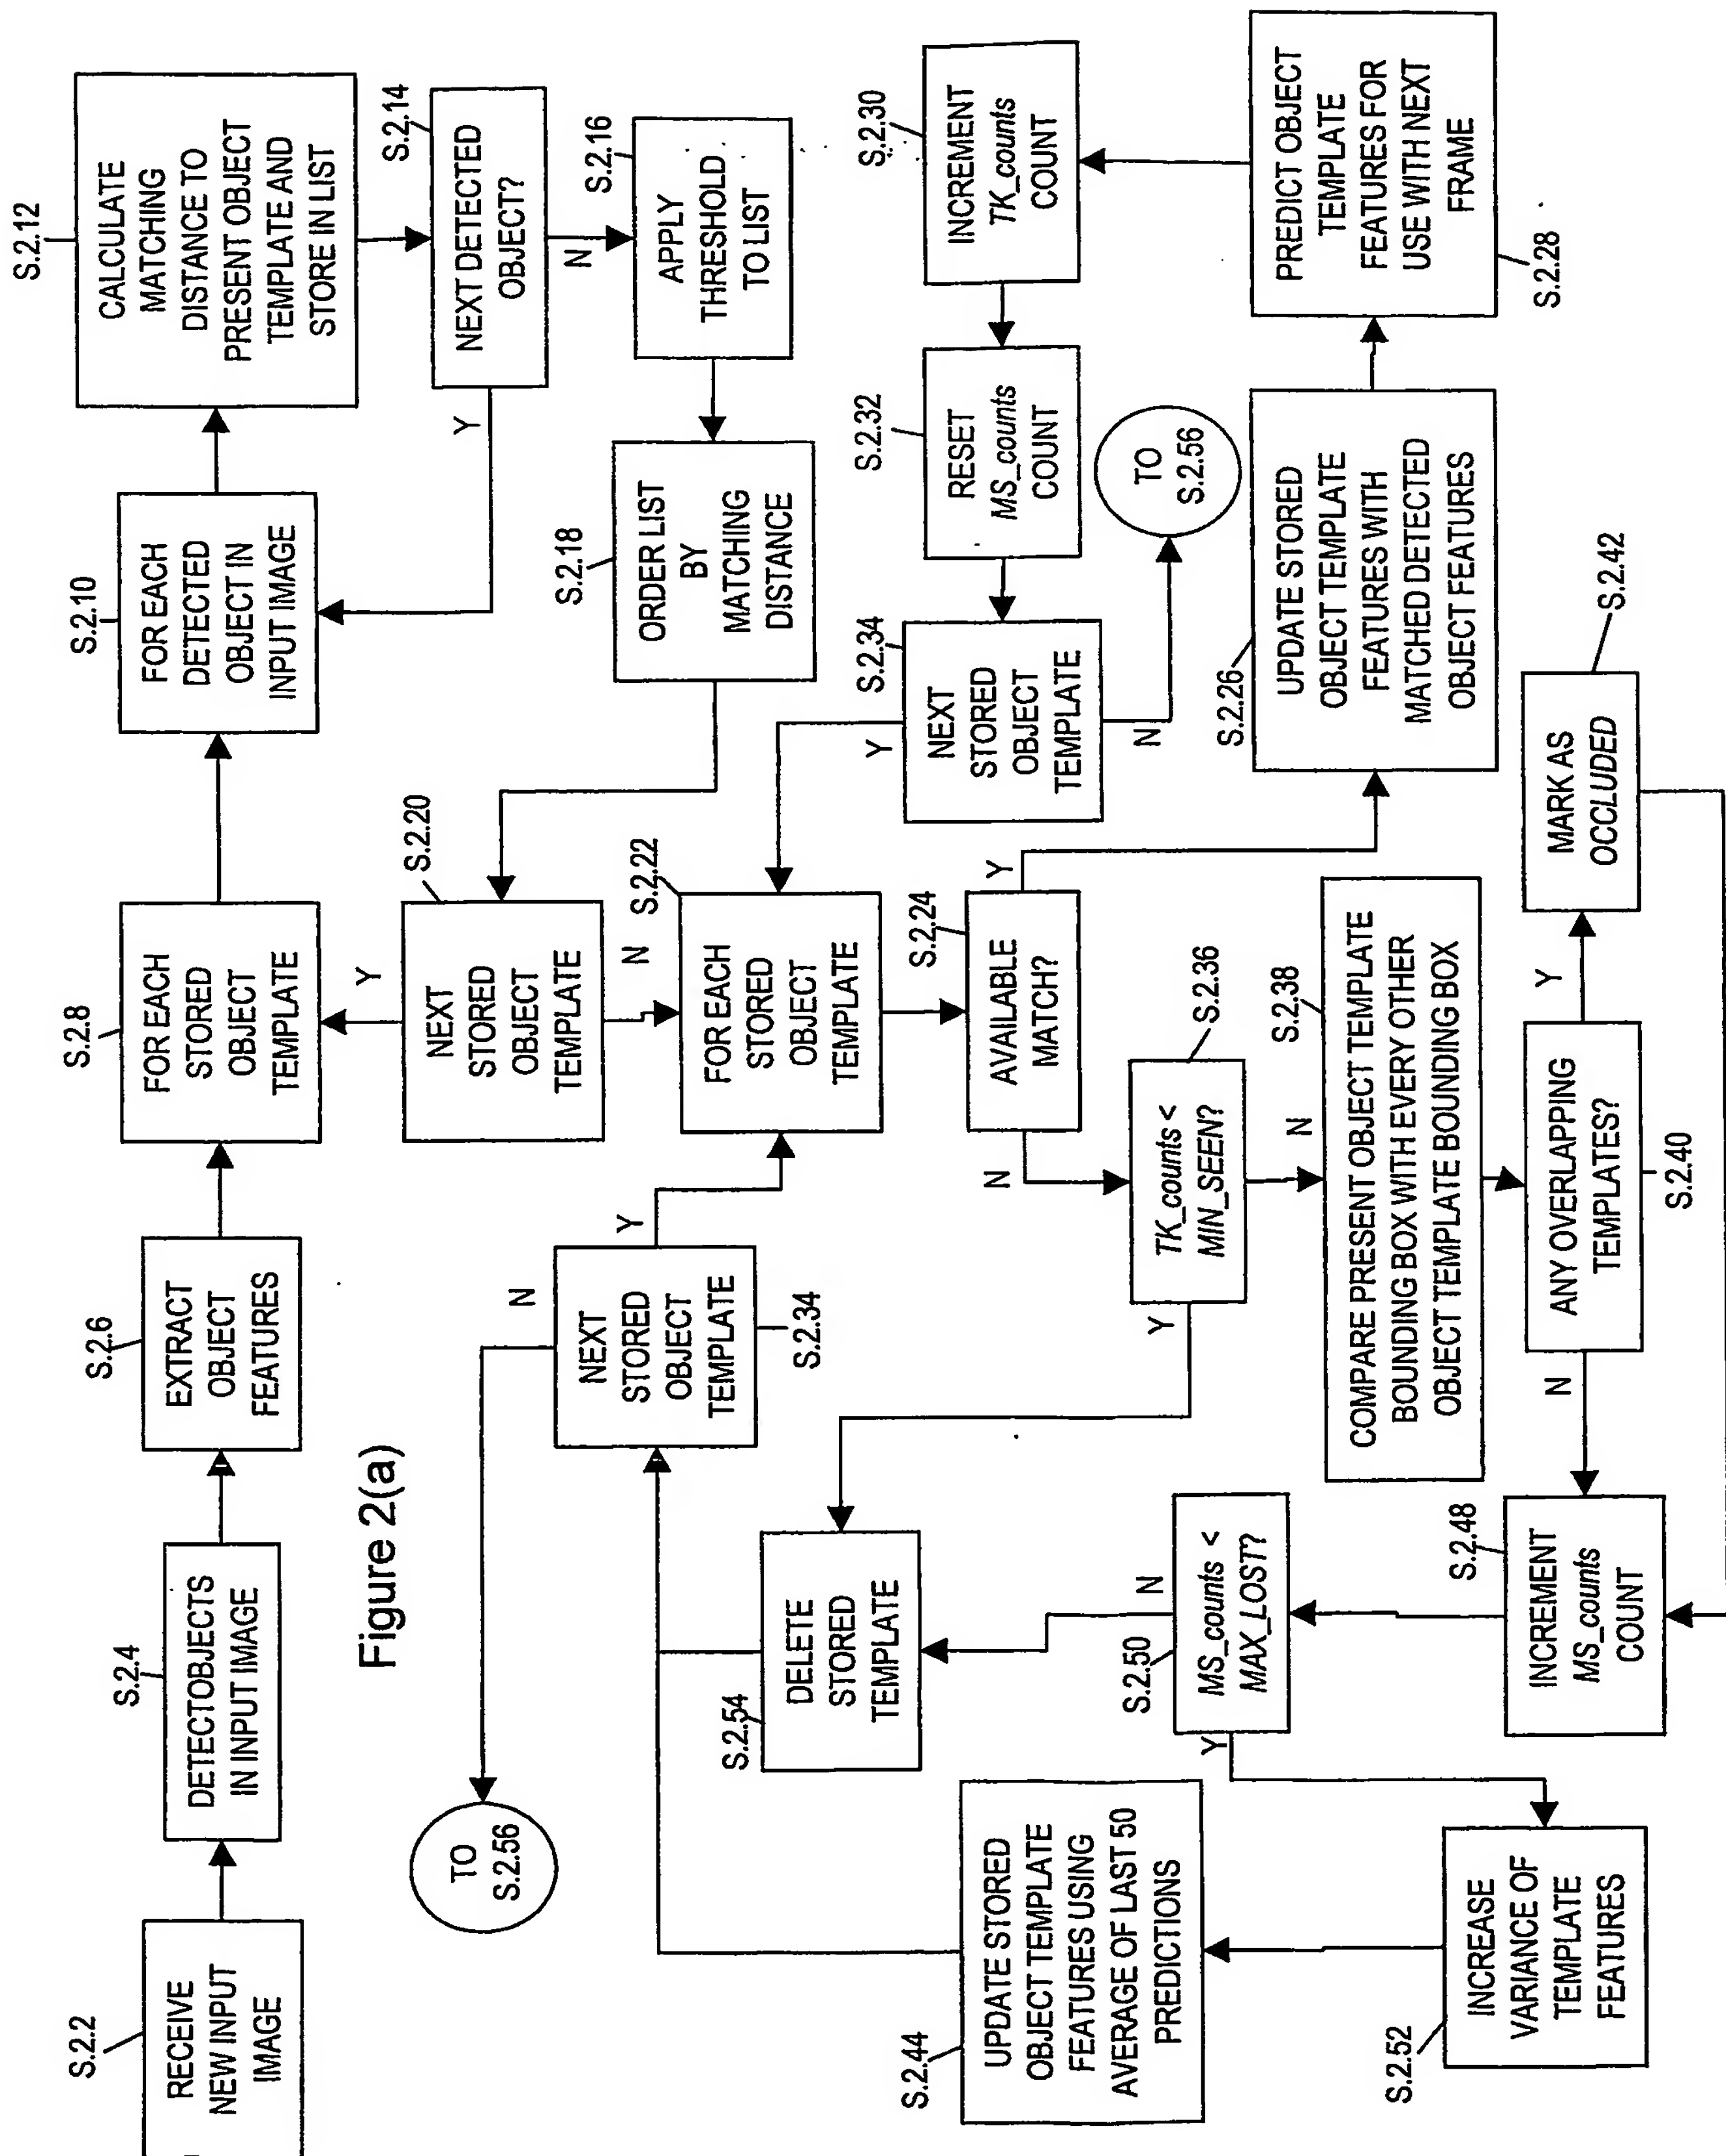 S.2.2
RECEIVE
NEW INPUT
IMAGE
S.2.4
DETECTOBJECTS
IN INPUT IMAGE
S.2.6
EXTRACT
OBJECT
FEATURES
S.2.8
FOR EACH
STORED
OBJECT
TEMPLATE
S.2.10
FOR EACH
DETECTED
OBJECT IN
INPUT IMAGE
S.2.12
CALCULATE
MATCHING
DISTANCE TO
PRESENT OBJECT
TEMPLATE AND
STORE IN LIST
S.2.14
NEXT DETECTED
OBJECT?
Y
N
S.2.16
APPLY
THRESHOLD
TO LIST
S.2.18
ORDER LIST
BY
MATCHING
DISTANCE
S.2.20
NEXT
STORED
OBJECT
TEMPLATE
Y
N
Figure 2(a)
S.2.22
FOR EACH
STORED
OBJECT
TEMPLATE
S.2.24
AVAILABLE
MATCH?
Y
N
S.2.26
UPDATE STORED
OBJECT TEMPLATE
FEATURES WITH
MATCHED DETECTED
OBJECT FEATURES
S.2.28
PREDICT OBJECT
TEMPLATE
FEATURES FOR
USE WITH NEXT
FRAME
S.2.30
INCREMENT
TK_counts
COUNT
S.2.32
RESET
MS_counts
COUNT
S.2.34
NEXT
STORED
OBJECT
TEMPLATE
Y
N
TO
S.2.56
S.2.36
TK_counts <
MIN_SEEN?
Y
N
S.2.38
COMPARE PRESENT OBJECT TEMPLATE
BOUNDING BOX WITH EVERY OTHER
OBJECT TEMPLATE BOUNDING BOX
S.2.40
ANY OVERLAPPING
TEMPLATES?
Y
N
S.2.42
MARK AS
OCCLUDED
S.2.48
INCREMENT
MS_counts
COUNT
S.2.50
MS_counts <
MAX_LOST?
Y
N
S.2.52
INCREASE
VARIANCE OF
TEMPLATE
FEATURES
S.2.44
UPDATE STORED
OBJECT TEMPLATE
FEATURES USING
AVERAGE OF LAST 50
PREDICTIONS
S.2.54
DELETE
STORED
TEMPLATE
S.2.34
NEXT
STORED
OBJECT
TEMPLATE
Y
N
TO
S.2.56